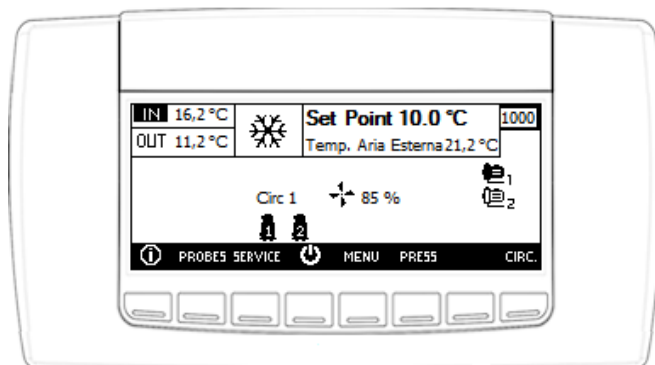 IN 16,2 °C
OUT 11,2 °C
Set Point 10.0 °C
Temp. Aria Esterna 21,2 °C
1000
1
2
Circ 1
85 %
1 2
PROBES SERVICE MENU PRESS CIRC.